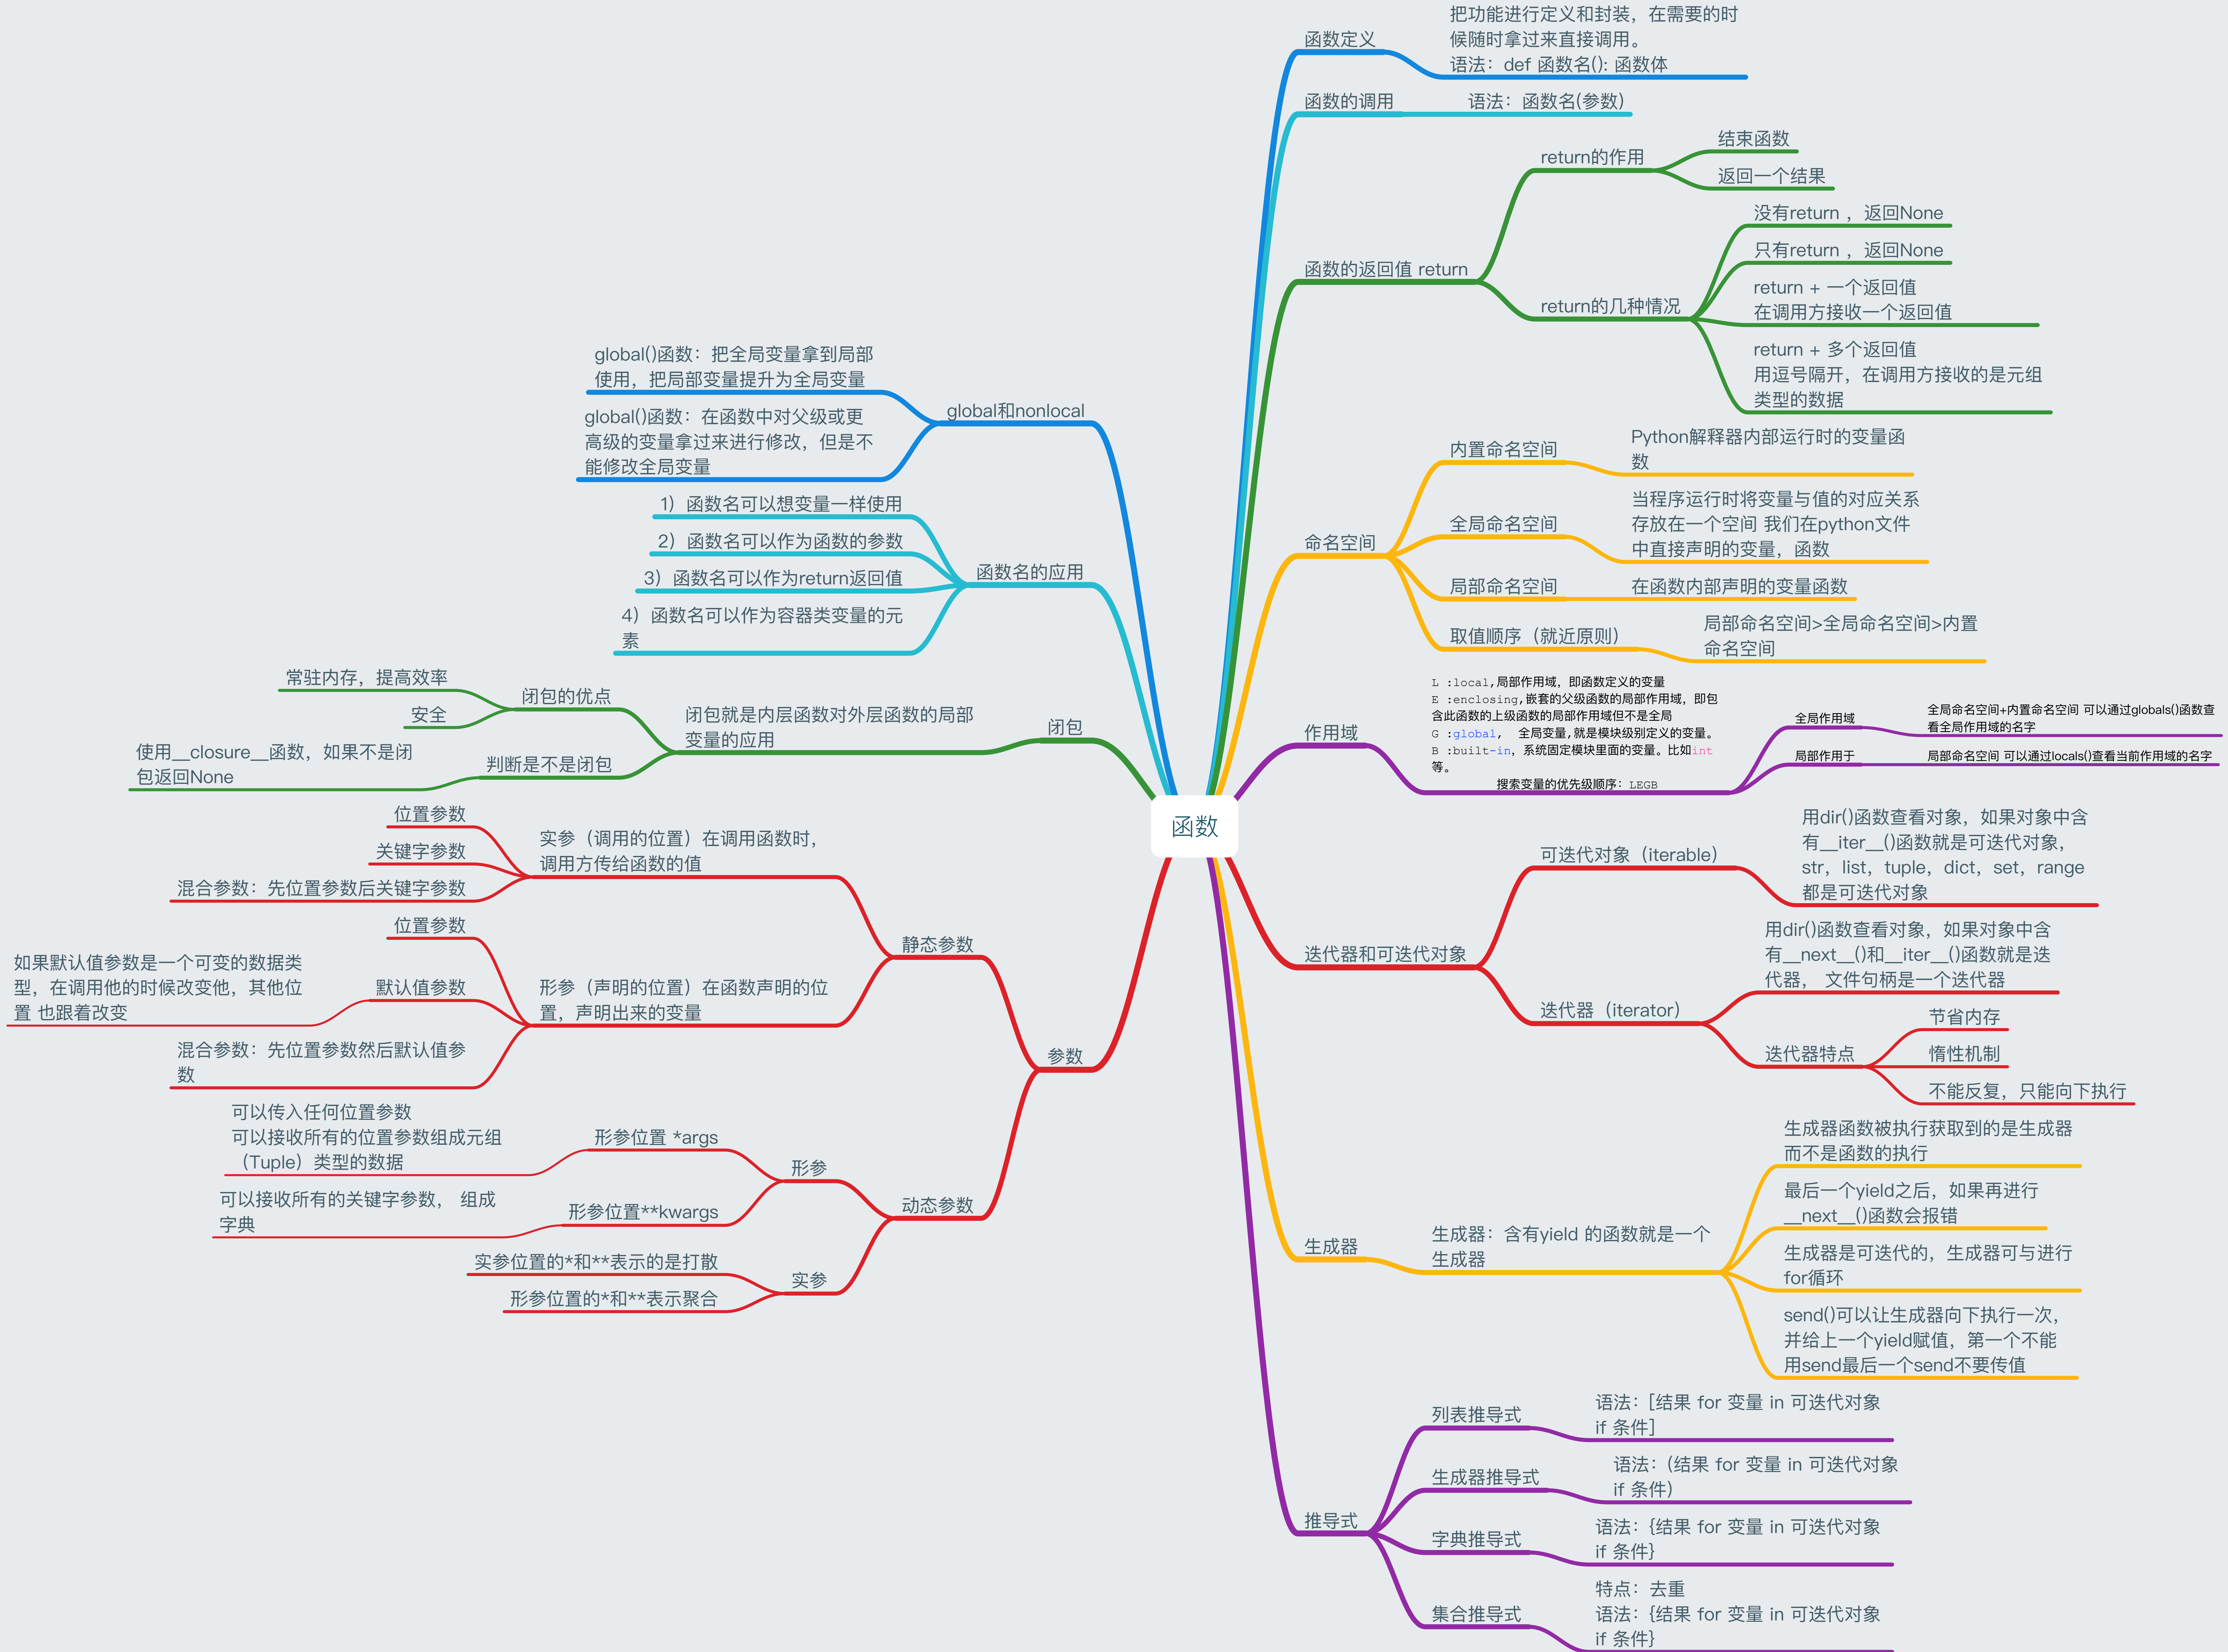 函数
函数定义
把功能进行定义和封装，在需要的时
候随时拿过来直接调用。
语法：def 函数名(): 函数体
函数的调用
语法：函数名(参数)
函数的返回值 return
return的作用
结束函数
返回一个结果
return的几种情况
没有return ，返回None
只有return ，返回None
return + 一个返回值
在调用方接收一个返回值
return + 多个返回值
用逗号隔开，在调用方接收的是元组
类型的数据
命名空间
内置命名空间
Python解释器内部运行时的变量函
数
全局命名空间
当程序运行时将变量与值的对应关系
存放在一个空间 我们在python文件
中直接声明的变量，函数
局部命名空间
在函数内部声明的变量函数
取值顺序（就近原则）
局部命名空间>全局命名空间>内置
命名空间
作用域
L :local,局部作用域，即函数定义的变量
E :enclosing,嵌套的父级函数的局部作用域，即包
含此函数的上级函数的局部作用域但不是全局
G :global， 全局变量,就是模块级别定义的变量。
B :built-in，系统固定模块里面的变量。比如int
等。
搜索变量的优先级顺序：LEGB
全局作用域
全局命名空间+内置命名空间 可以通过globals()函数查
看全局作用域的名字
局部作用于
局部命名空间 可以通过locals()查看当前作用域的名字
迭代器和可迭代对象
可迭代对象（iterable）
用dir()函数查看对象，如果对象中含
有__iter__()函数就是可迭代对象，
str，list，tuple，dict，set，range
都是可迭代对象
迭代器（iterator）
用dir()函数查看对象，如果对象中含
有__next__()和__iter__()函数就是迭
代器， 文件句柄是一个迭代器
迭代器特点
节省内存
惰性机制
不能反复，只能向下执行
生成器
生成器：含有yield 的函数就是一个
生成器
生成器函数被执行获取到的是生成器
而不是函数的执行
最后一个yield之后，如果再进行
__next__()函数会报错
生成器是可迭代的，生成器可与进行
for循环
send()可以让生成器向下执行一次，
并给上一个yield赋值，第一个不能
用send最后一个send不要传值
推导式
列表推导式
语法：[结果 for 变量 in 可迭代对象
if 条件]
生成器推导式
语法：(结果 for 变量 in 可迭代对象
if 条件)
字典推导式
语法：{结果 for 变量 in 可迭代对象
if 条件}
集合推导式
特点：去重
语法：{结果 for 变量 in 可迭代对象
if 条件}
global和nonlocal
global()函数：把全局变量拿到局部
使用，把局部变量提升为全局变量
global()函数：在函数中对父级或更
高级的变量拿过来进行修改，但是不
能修改全局变量
函数名的应用
1）函数名可以想变量一样使用
2）函数名可以作为函数的参数
3）函数名可以作为return返回值
4）函数名可以作为容器类变量的元
素
闭包
闭包就是内层函数对外层函数的局部
变量的应用
闭包的优点
常驻内存，提高效率
安全
判断是不是闭包
使用__closure__函数，如果不是闭
包返回None
参数
静态参数
实参（调用的位置）在调用函数时，
调用方传给函数的值
位置参数
关键字参数
混合参数：先位置参数后关键字参数
形参（声明的位置）在函数声明的位
置，声明出来的变量
位置参数
默认值参数
如果默认值参数是一个可变的数据类
型，在调用他的时候改变他，其他位
置 也跟着改变
混合参数：先位置参数然后默认值参
数
动态参数
形参
形参位置 *args
可以传入任何位置参数
可以接收所有的位置参数组成元组
（Tuple）类型的数据
形参位置**kwargs
可以接收所有的关键字参数， 组成
字典
实参
实参位置的*和**表示的是打散
形参位置的*和**表示聚合